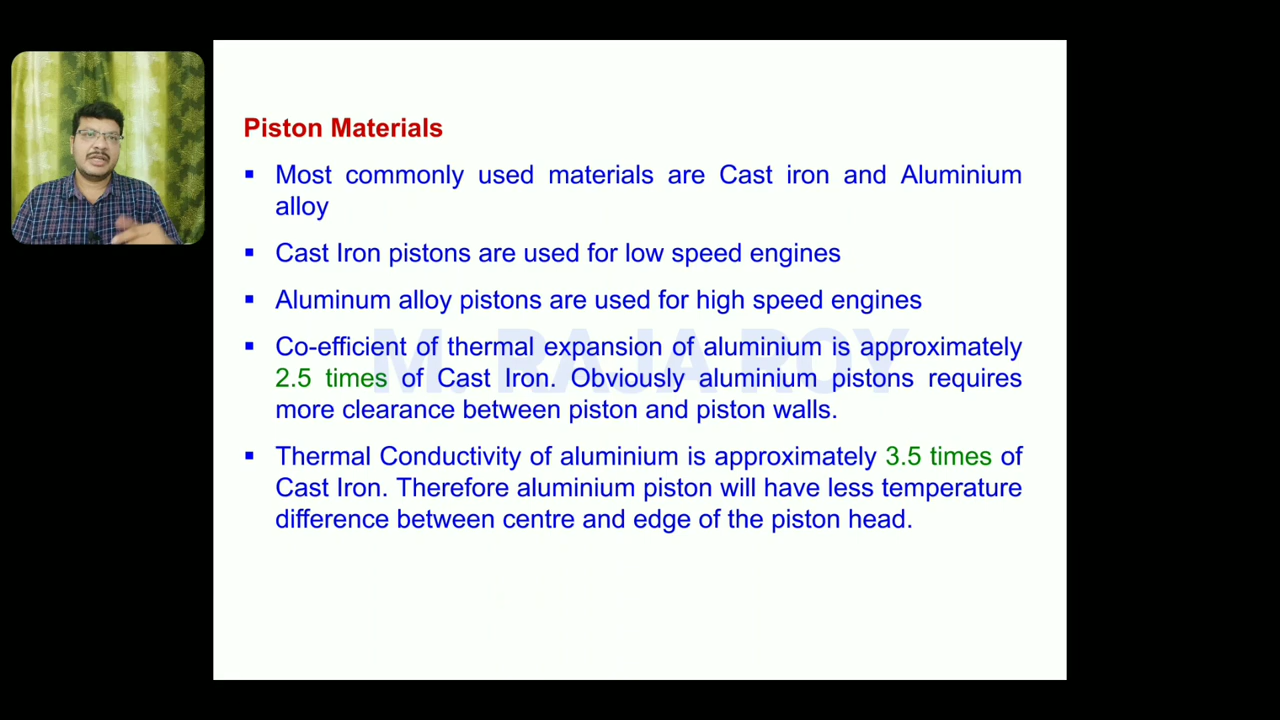 Piston Materials
▪ Most commonly used materials are Cast iron and Aluminium
alloy
▪ Cast Iron pistons are used for low speed engines
▪ Aluminum alloy pistons are used for high speed engines
▪ Co-efficient of thermal expansion of aluminium is approximately
2.5 times of Cast Iron. Obviously aluminium pistons requires
more clearance between piston and piston walls.
▪ Thermal Conductivity of aluminium is approximately 3.5 times of
Cast Iron. Therefore aluminium piston will have less temperature
difference between centre and edge of the piston head.
M. RAJA ROY